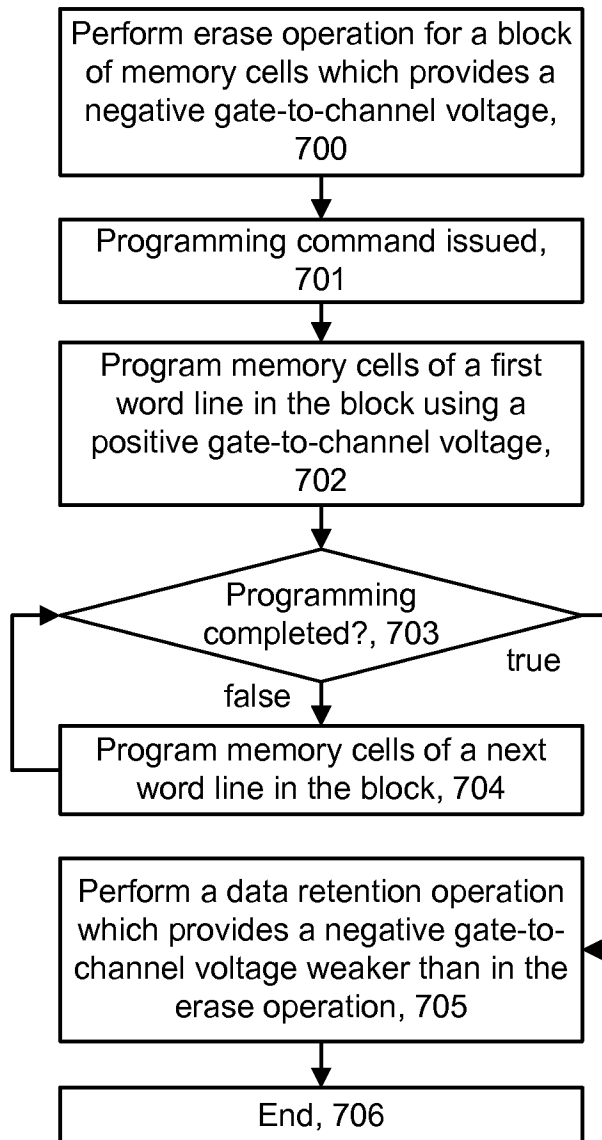 Perform erase operation for a block
of memory cells which provides a
negative gate-to-channel voltage,
700
Programming command issued,
701
Program memory cells of a first
word line in the block using a
positive gate-to-channel voltage,
702
Programming
completed?, 703
true
false
Program memory cells of a next
word line in the block, 704
Perform a data retention operation
which provides a negative gate-to-
channel voltage weaker than in the
erase operation, 705
End, 706